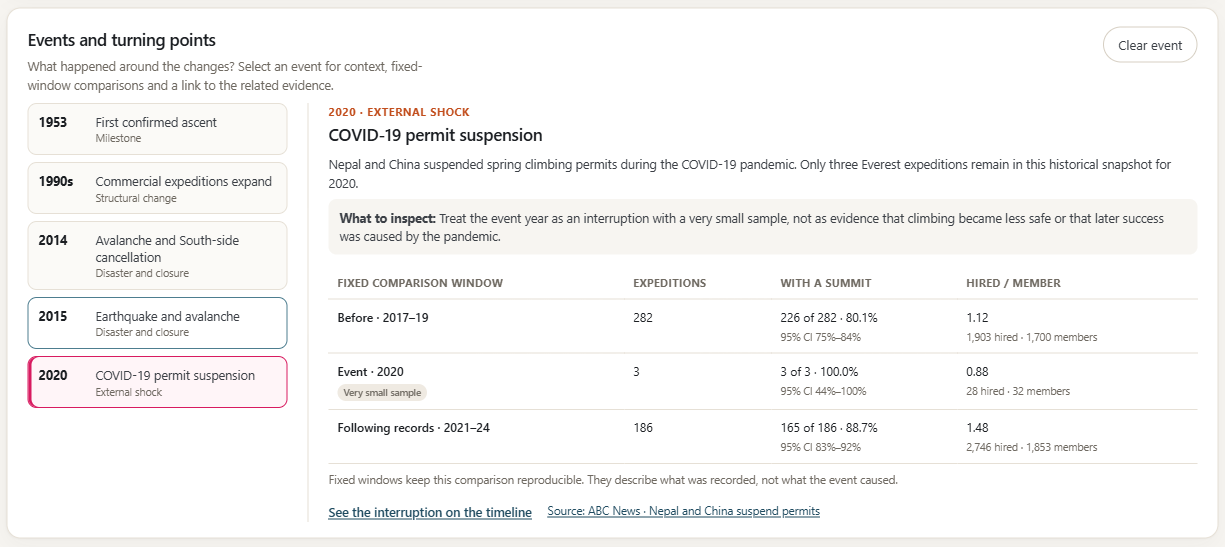 Events and turning points
Clear event
What happened around the changes? Select an event for context, fixed-
window comparisons and a link to the related evidence.
1953 First confirmed ascent
Milestone
1990s Commercial expeditions expand
Structural change
2014 Avalanche and South-side
cancellation
Disaster and closure
2015 Earthquake and avalanche
Disaster and closure
2020 COVID-19 permit suspension
External shock
2020 · EXTERNAL SHOCK
COVID-19 permit suspension
Nepal and China suspended spring climbing permits during the COVID-19 pandemic. Only three Everest expeditions remain in this historical snapshot for
2020.
What to inspect: Treat the event year as an interruption with a very small sample, not as evidence that climbing became less safe or that later success
was caused by the pandemic.
FIXED COMPARISON WINDOW EXPEDITIONS WITH A SUMMIT HIRED / MEMBER
Before · 2017–19 282 226 of 282 · 80.1% 1.12
95% CI 75%–84% 1,903 hired · 1,700 members
Event · 2020 3 3 of 3 · 100.0% 0.88
Very small sample 95% CI 44%–100% 28 hired · 32 members
Following records · 2021–24 186 165 of 186 · 88.7% 1.48
95% CI 83%–92% 2,746 hired · 1,853 members
Fixed windows keep this comparison reproducible. They describe what was recorded, not what the event caused.
See the interruption on the timeline Source: ABC News · Nepal and China suspend permits